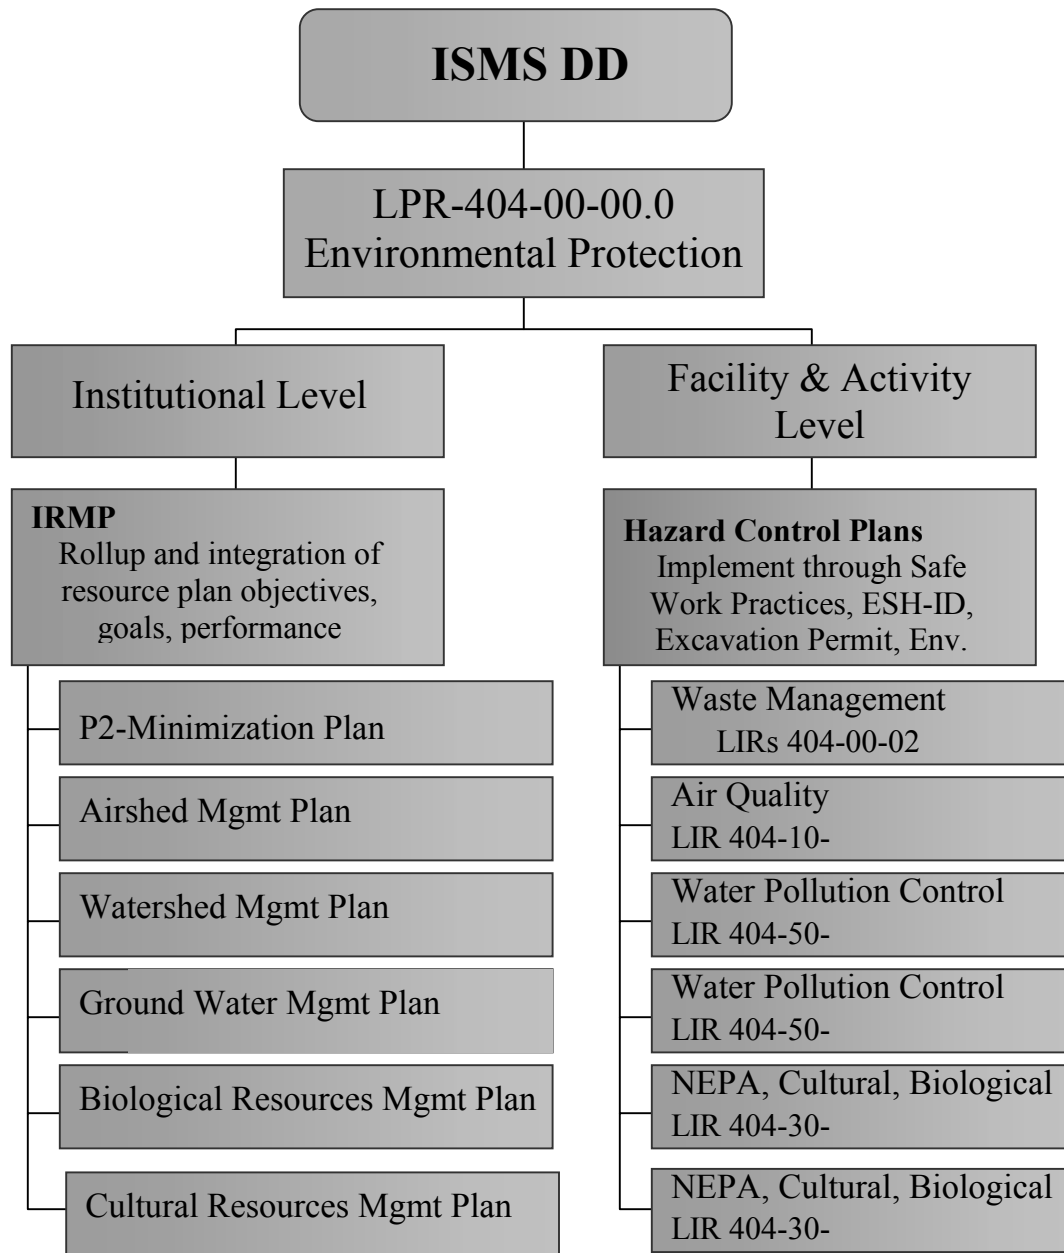 ISMS DD
LPR-404-00-00.0
Environmental Protection
Institutional Level
Facility & Activity
Level
IRMP
Rollup and integration of
resource plan objectives,
goals, performance
Hazard Control Plans
Implement through Safe
Work Practices, ESH-ID,
Excavation Permit, Env.
P2-Minimization Plan
Airshed Mgmt Plan
Watershed Mgmt Plan
Ground Water Mgmt Plan
Biological Resources Mgmt Plan
Cultural Resources Mgmt Plan
Waste Management
LIRs 404-00-02
Air Quality
LIR 404-10-
Water Pollution Control
LIR 404-50-
Water Pollution Control
LIR 404-50-
NEPA, Cultural, Biological
LIR 404-30-
NEPA, Cultural, Biological
LIR 404-30-